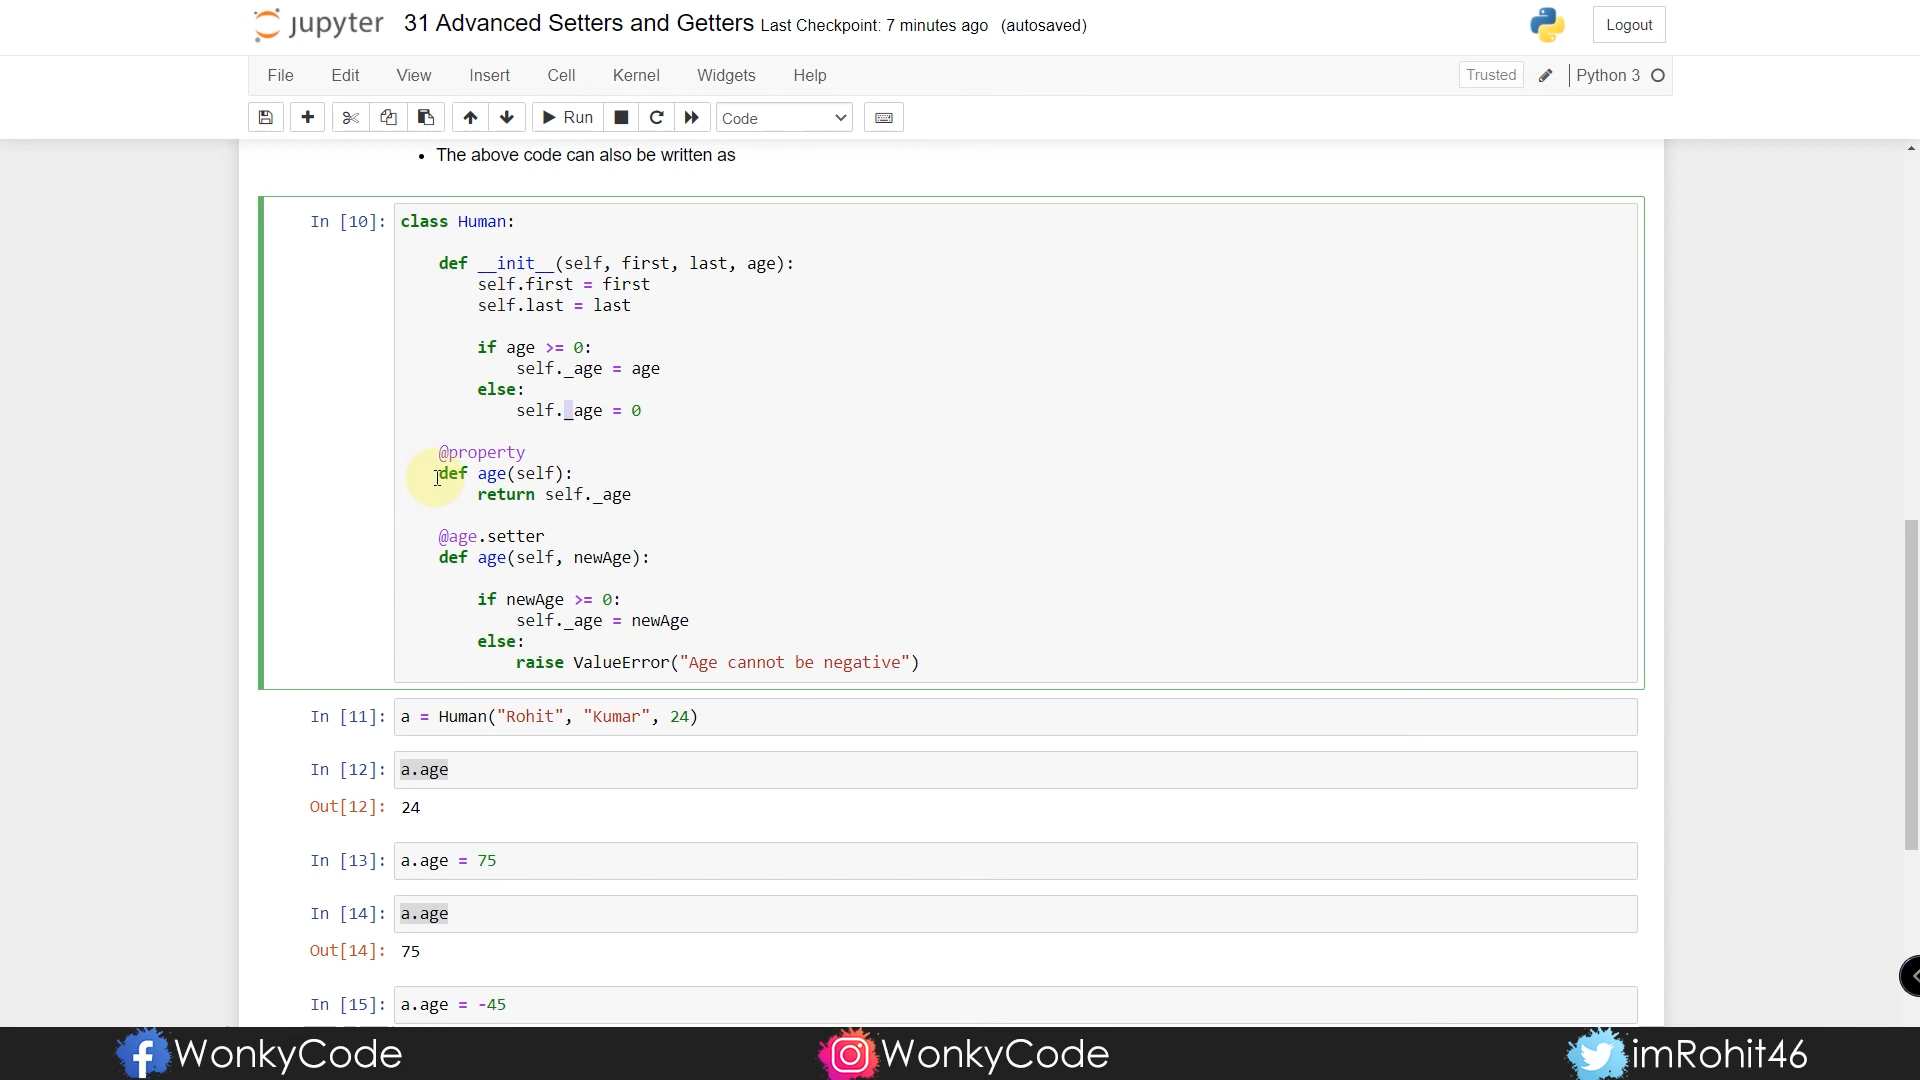 jupyter 31 Advanced Setters and Getters Last Checkpoint: 7 minutes ago (autosaved) Logout
File Edit View Insert Cell Kernel Widgets Help Trusted Python 3
Run Code
• The above code can also be written as
In [10]: class Human:
def __init__(self, first, last, age):
self.first = first
self.last = last
if age >= 0:
self._age = age
else:
self._age = 0
@property
def age(self):
return self._age
@age.setter
def age(self, newAge):
if newAge >= 0:
self._age = newAge
else:
raise ValueError("Age cannot be negative")
In [11]: a = Human("Rohit", "Kumar", 24)
In [12]: a.age
Out[12]: 24
In [13]: a.age = 75
In [14]: a.age
Out[14]: 75
In [15]: a.age = -45
WonkyCode WonkyCode imRohit46